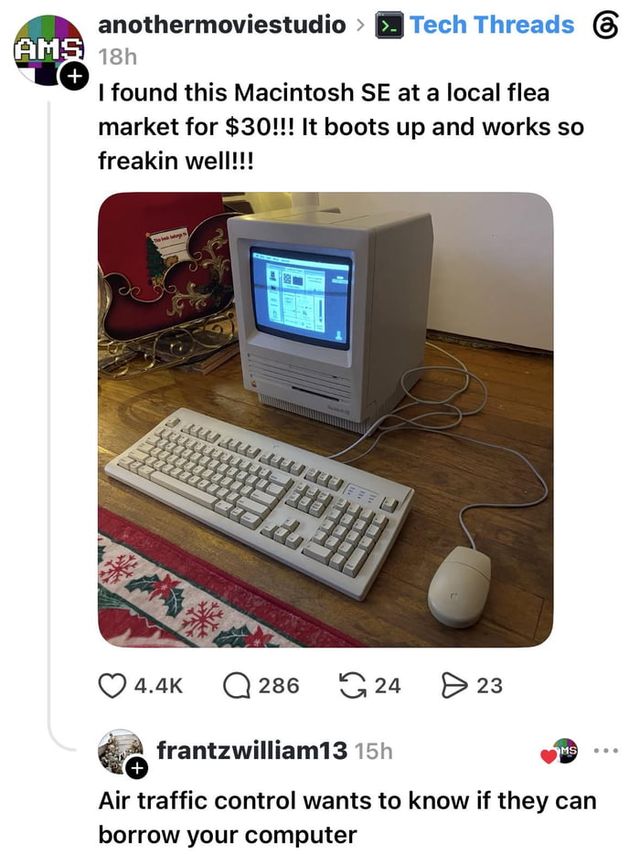 AMS
anothermoviestudio > Tech Threads
18h
I found this Macintosh SE at a local flea
market for $30!!! It boots up and works so
freakin well!!!
4.4K 286 24 23
frantzwilliam13 15h
Air traffic control wants to know if they can
borrow your computer